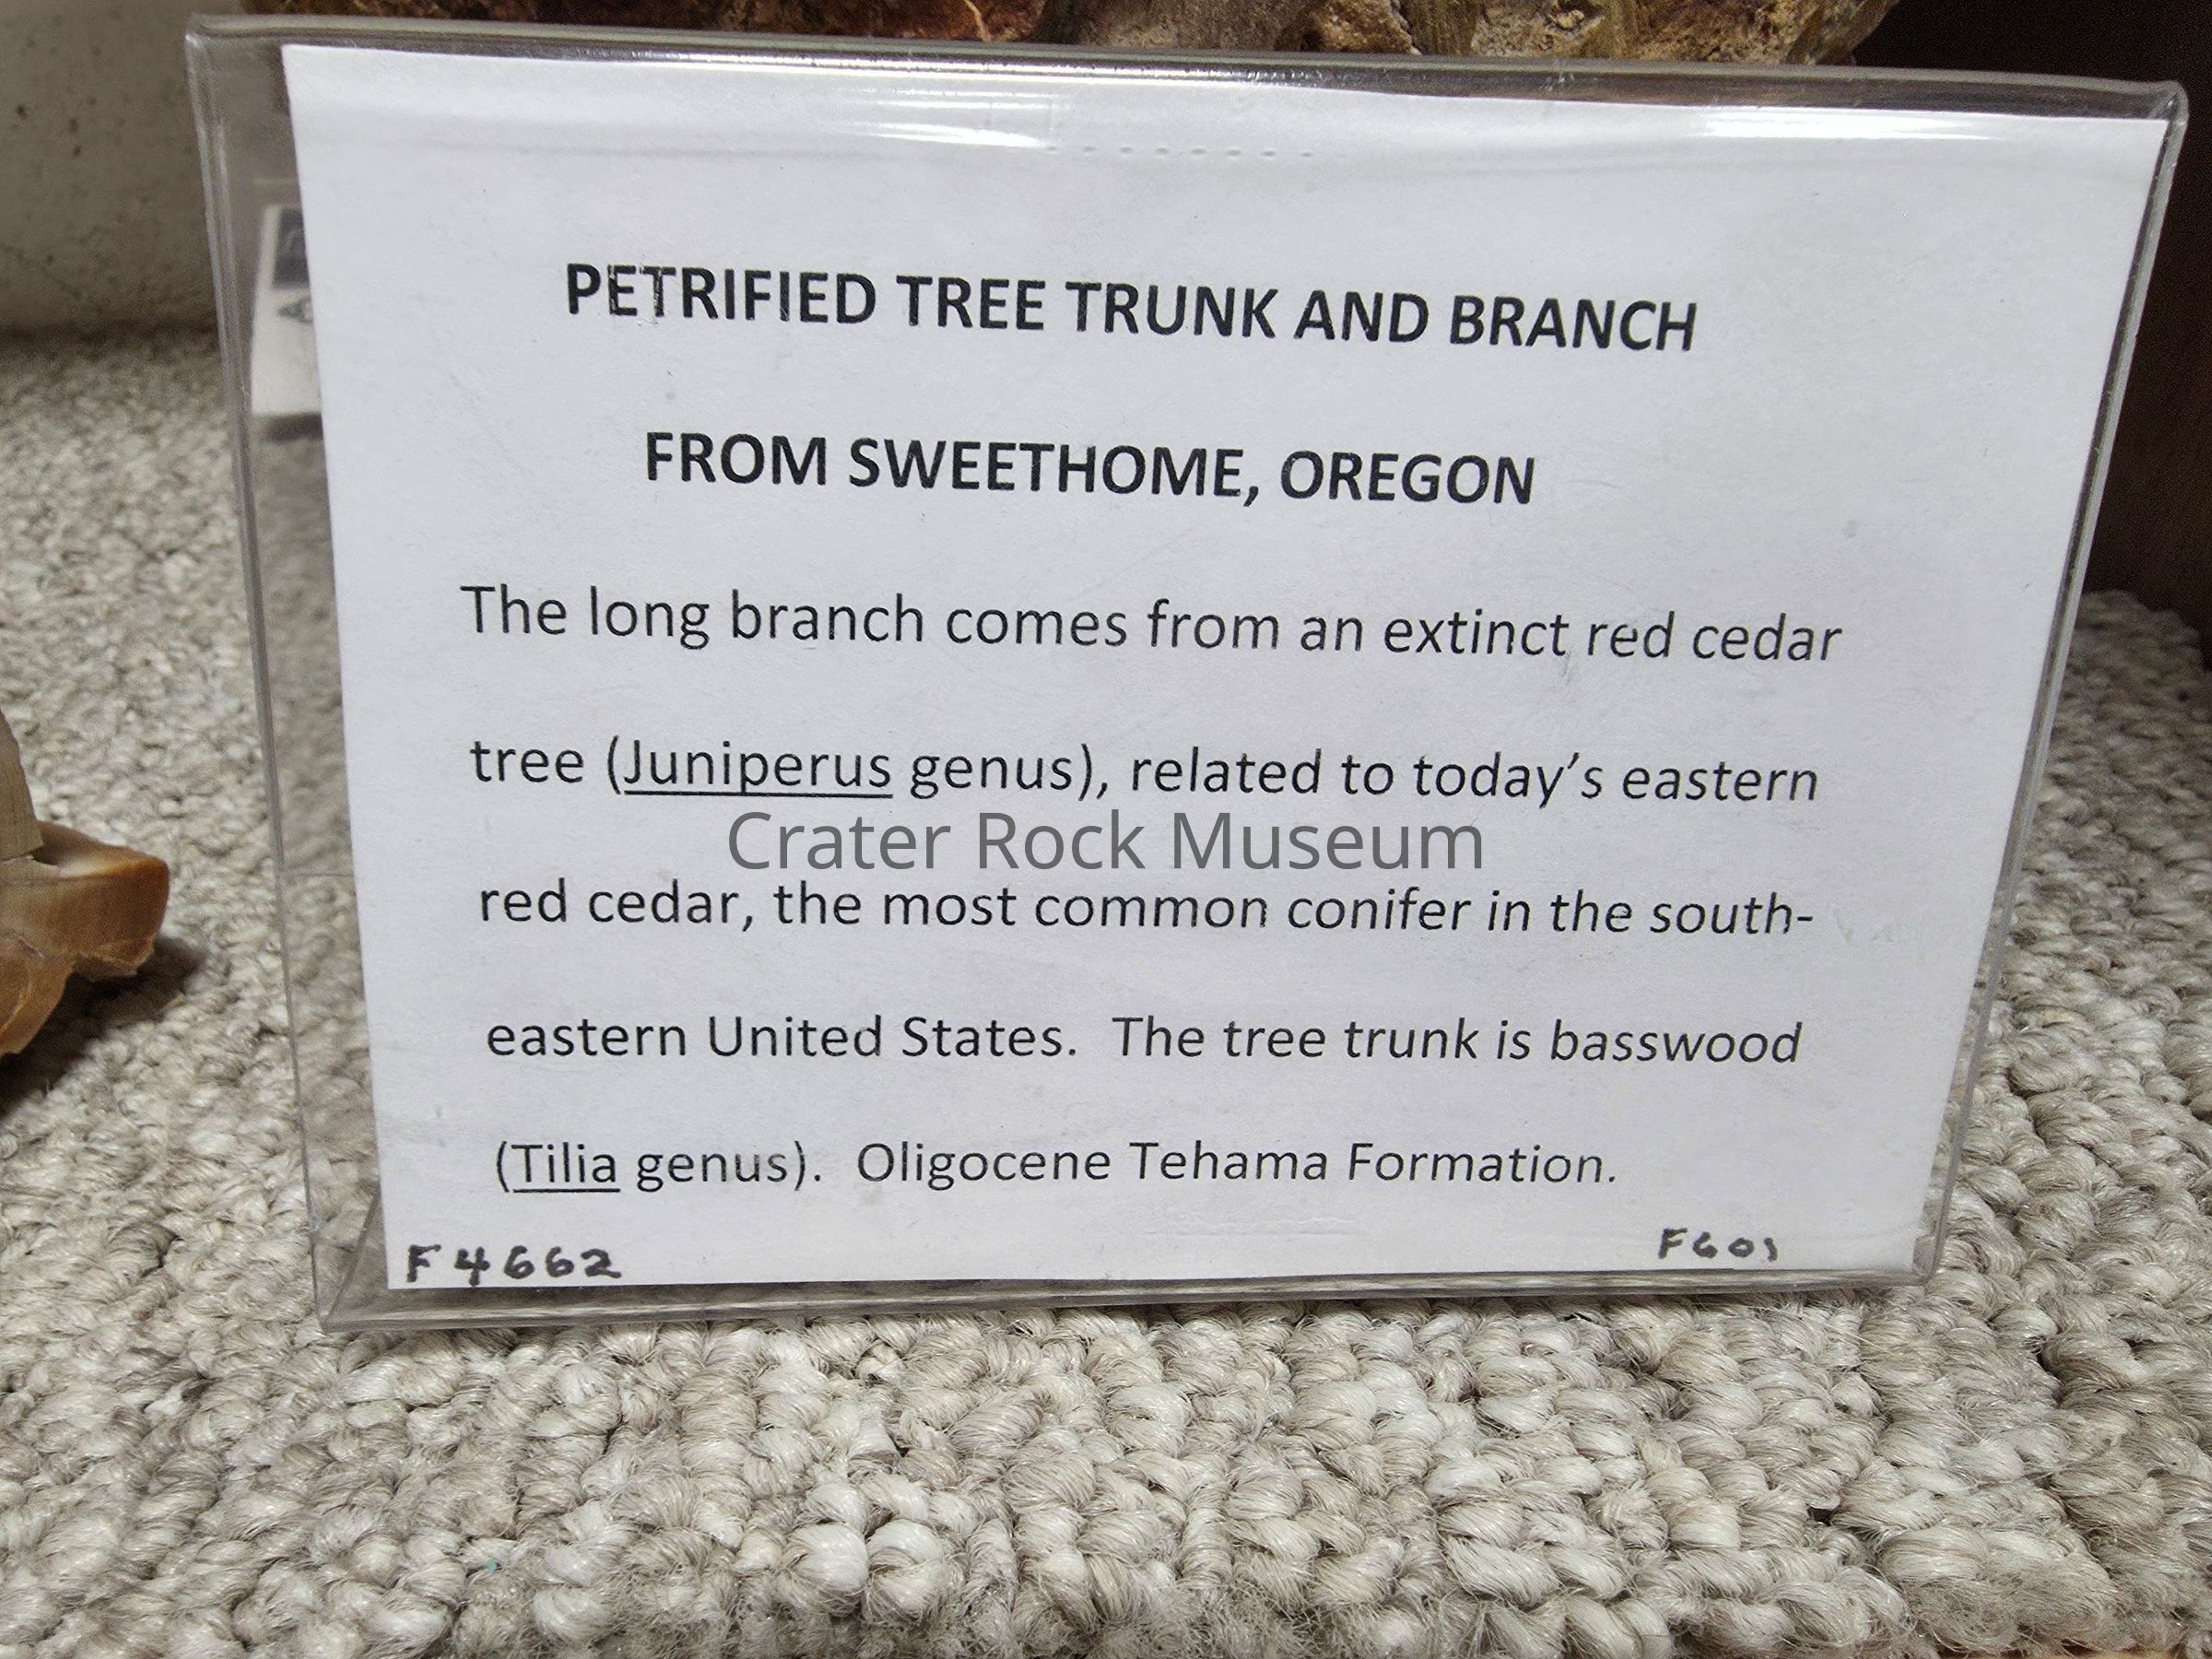 PETRIFIED TREE TRUNK AND BRANCH
FROM SWEETHOME, OREGON
The long branch comes from an extinct red cedar
tree (Juniperus genus), related to today's eastern
Crater Rock Museum
red cedar, the most common conifer in the south-
eastern United States. The tree trunk is basswood
(Tilia genus). Oligocene Tehama Formation.
F4662
F601